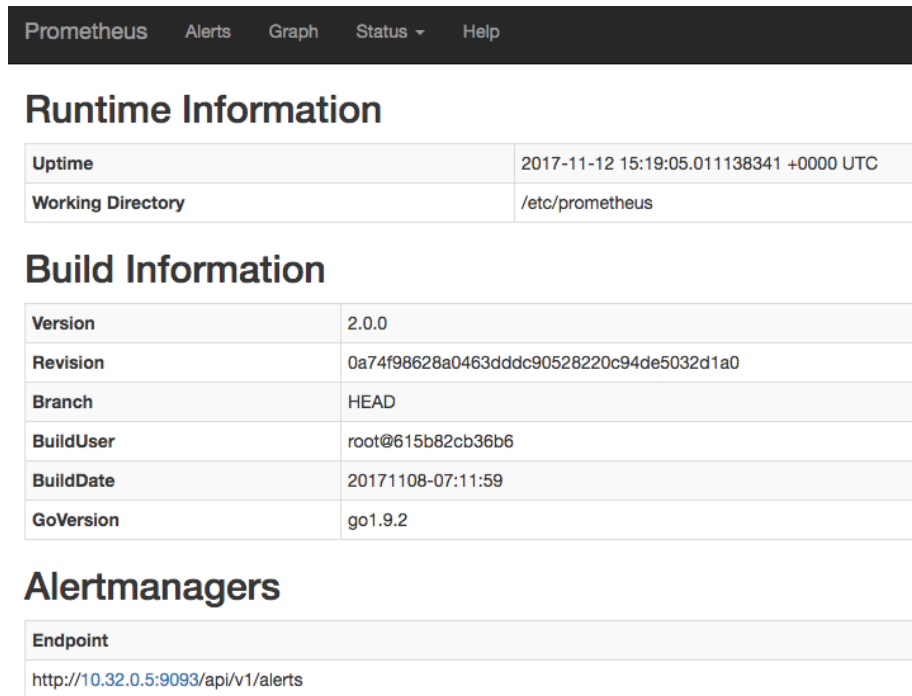 Prometheus Alerts Graph Status Help
Runtime Information
Uptime 2017-11-12 15:19:05.011138341 +0000 UTC
Working Directory /etc/prometheus
Build Information
Version 2.0.0
Revision 0a74f98628a0463dddc90528220c94de5032d1a0
Branch HEAD
BuildUser root@615b82cb36b6
BuildDate 20171108-07:11:59
GoVersion go1.9.2
Alertmanagers
Endpoint
http://10.32.0.5:9093/api/v1/alerts